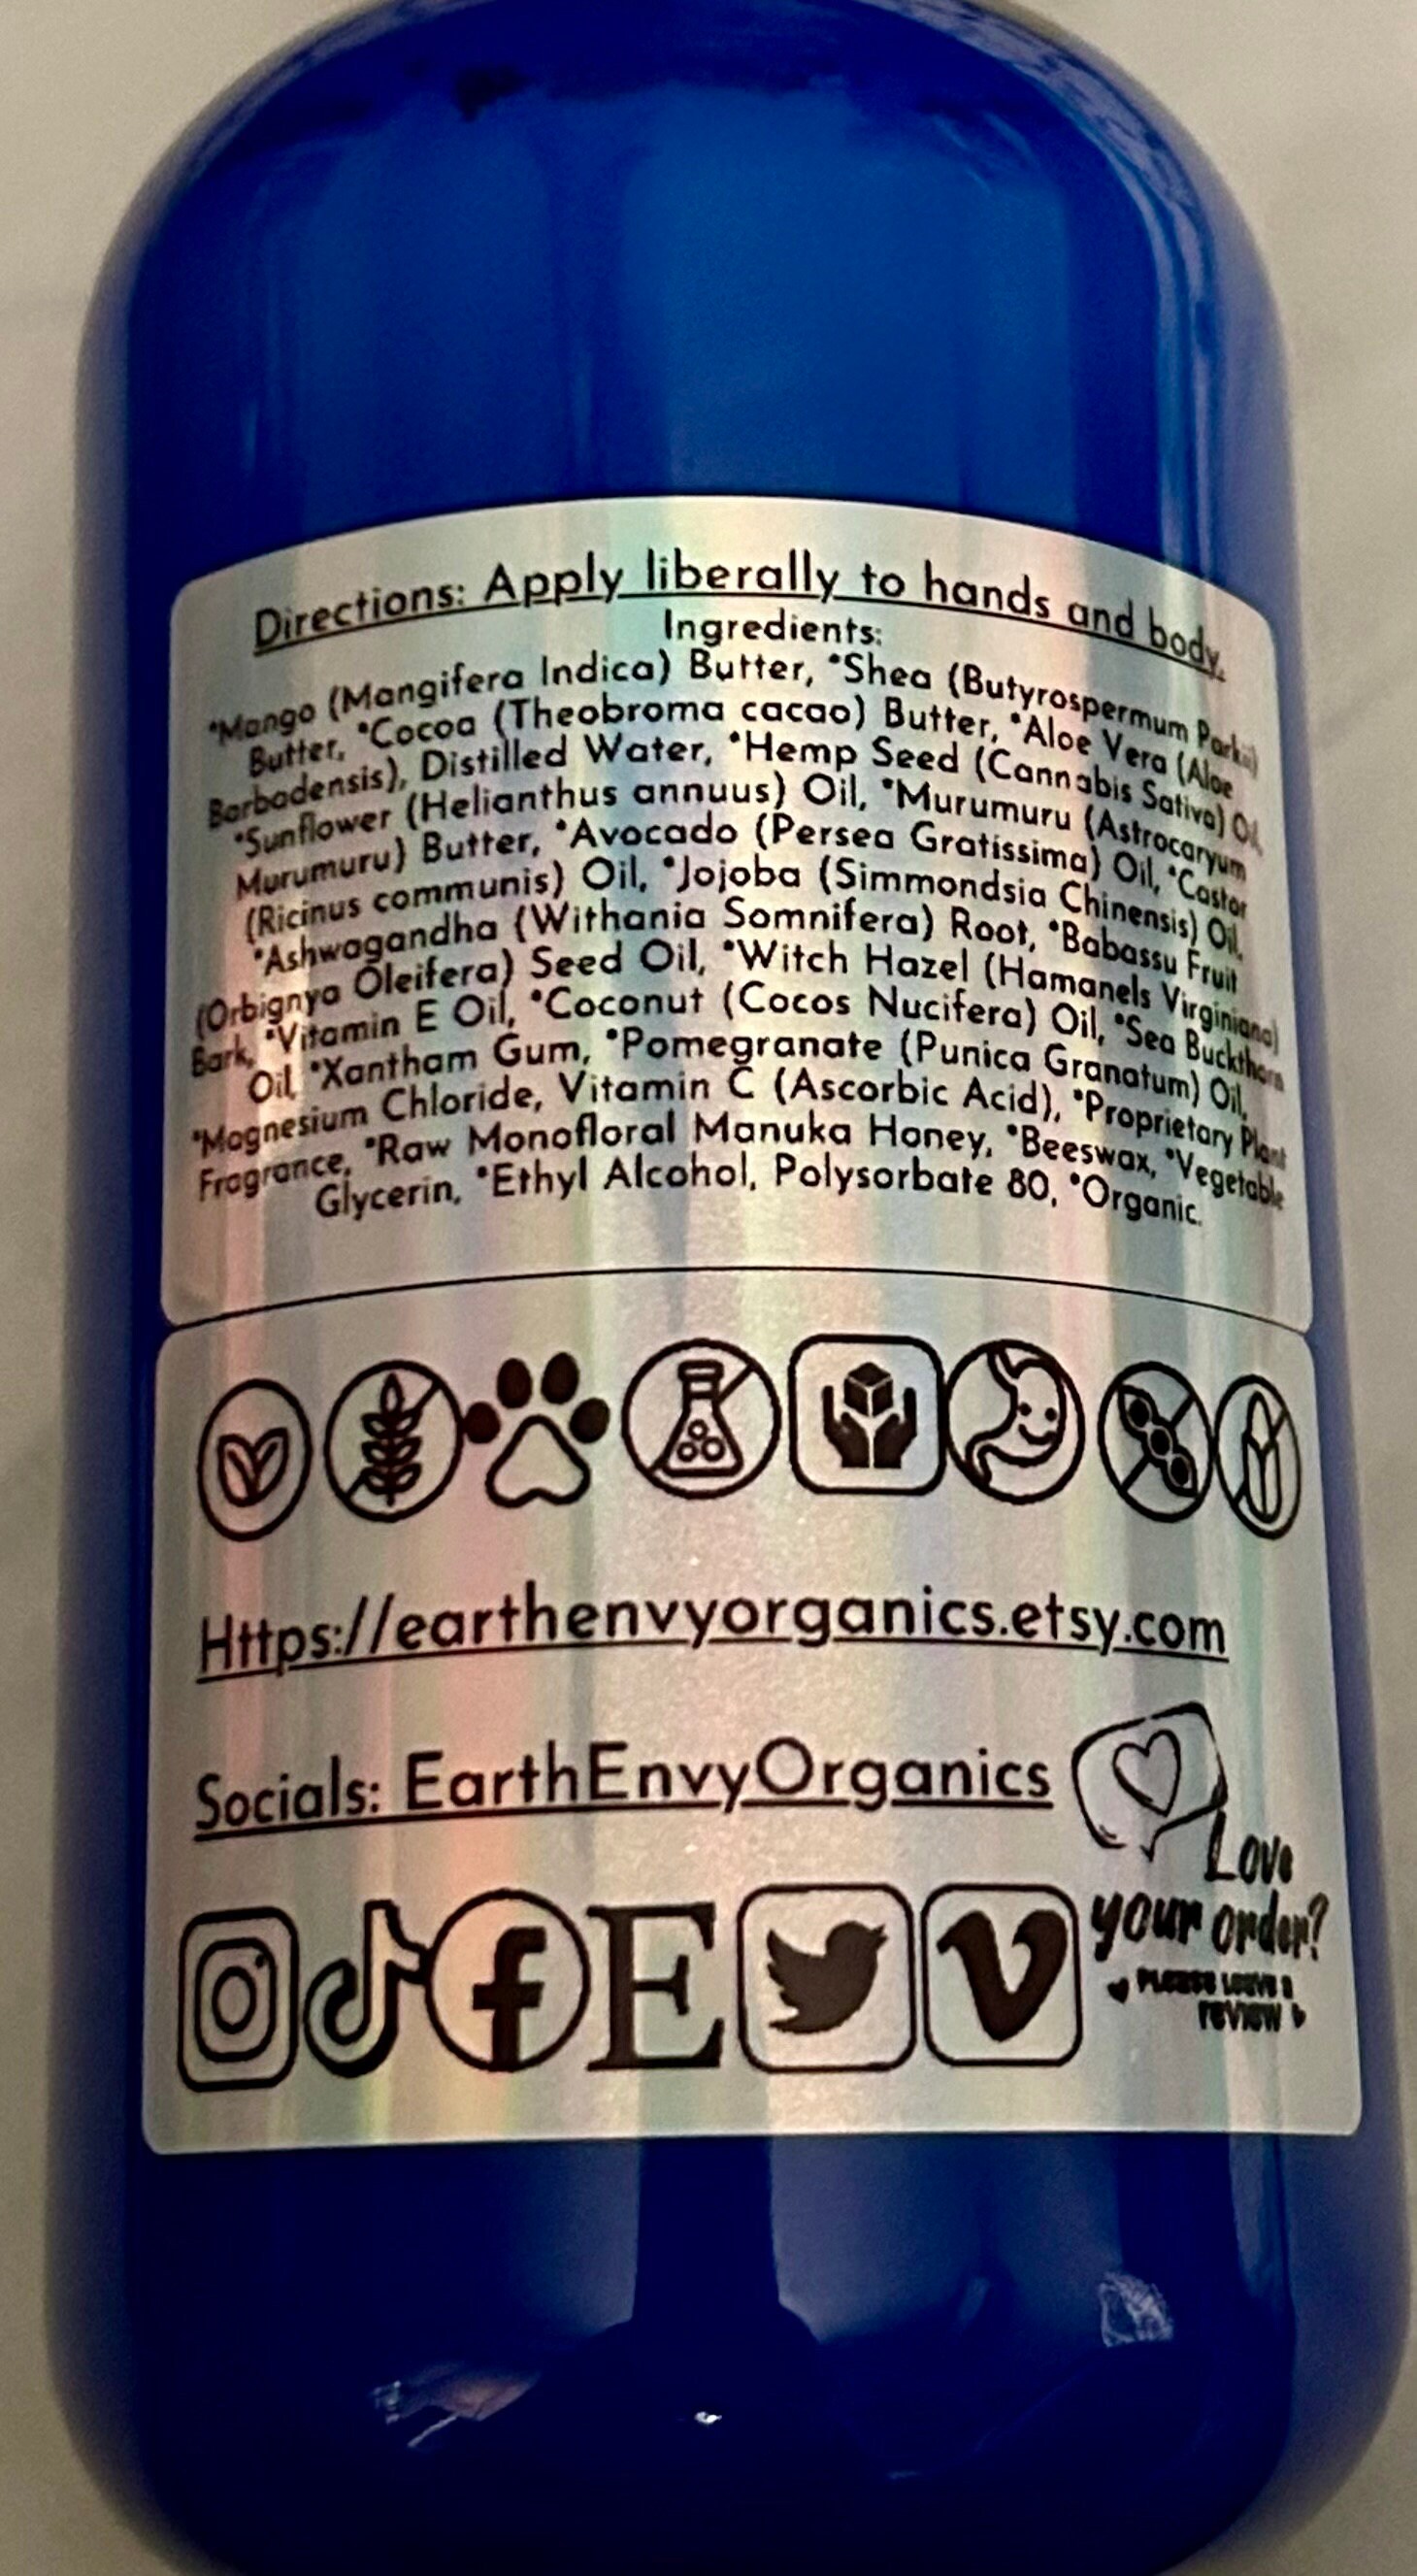 Directions: Apply liberally to hands and body.
Ingredients:
*Mango (Mangifera Indica) Butter, *Shea (Butyrospermum Parkii)
Butter, *Cocoa (Theobroma cacao) Butter, *Aloe Vera (Aloe
Barbadensis), Distilled Water, *Hemp Seed (Cannabis Sativa) Oil,
*Sunflower (Helianthus annuus) Oil, *Murumuru (Astrocaryum
Murumuru) Butter, *Avocado (Persea Gratissima) Oil, *Castor
(Ricinus communis) Oil, *Jojoba (Simmondsia Chinensis) Oil,
*Ashwagandha (Withania Somnifera) Root, *Babassu Fruit
(Orbignya Oleifera) Seed Oil, *Witch Hazel (Hamanels Virginiana)
Bark, *Vitamin E Oil, *Coconut (Cocos Nucifera) Oil, *Sea Buckthorn
Oil, *Xantham Gum, *Pomegranate (Punica Granatum) Oil,
*Magnesium Chloride, Vitamin C (Ascorbic Acid), *Proprietary Plant
Fragrance, *Raw Monofloral Manuka Honey, *Beeswax, *Vegetable
Glycerin, *Ethyl Alcohol, Polysorbate 80, *Organic.
Https://earthenvyorganics.etsy.com
Socials: EarthEnvyOrganics
Love
your order?
PLEASE LEAVE A
REVIEW
E